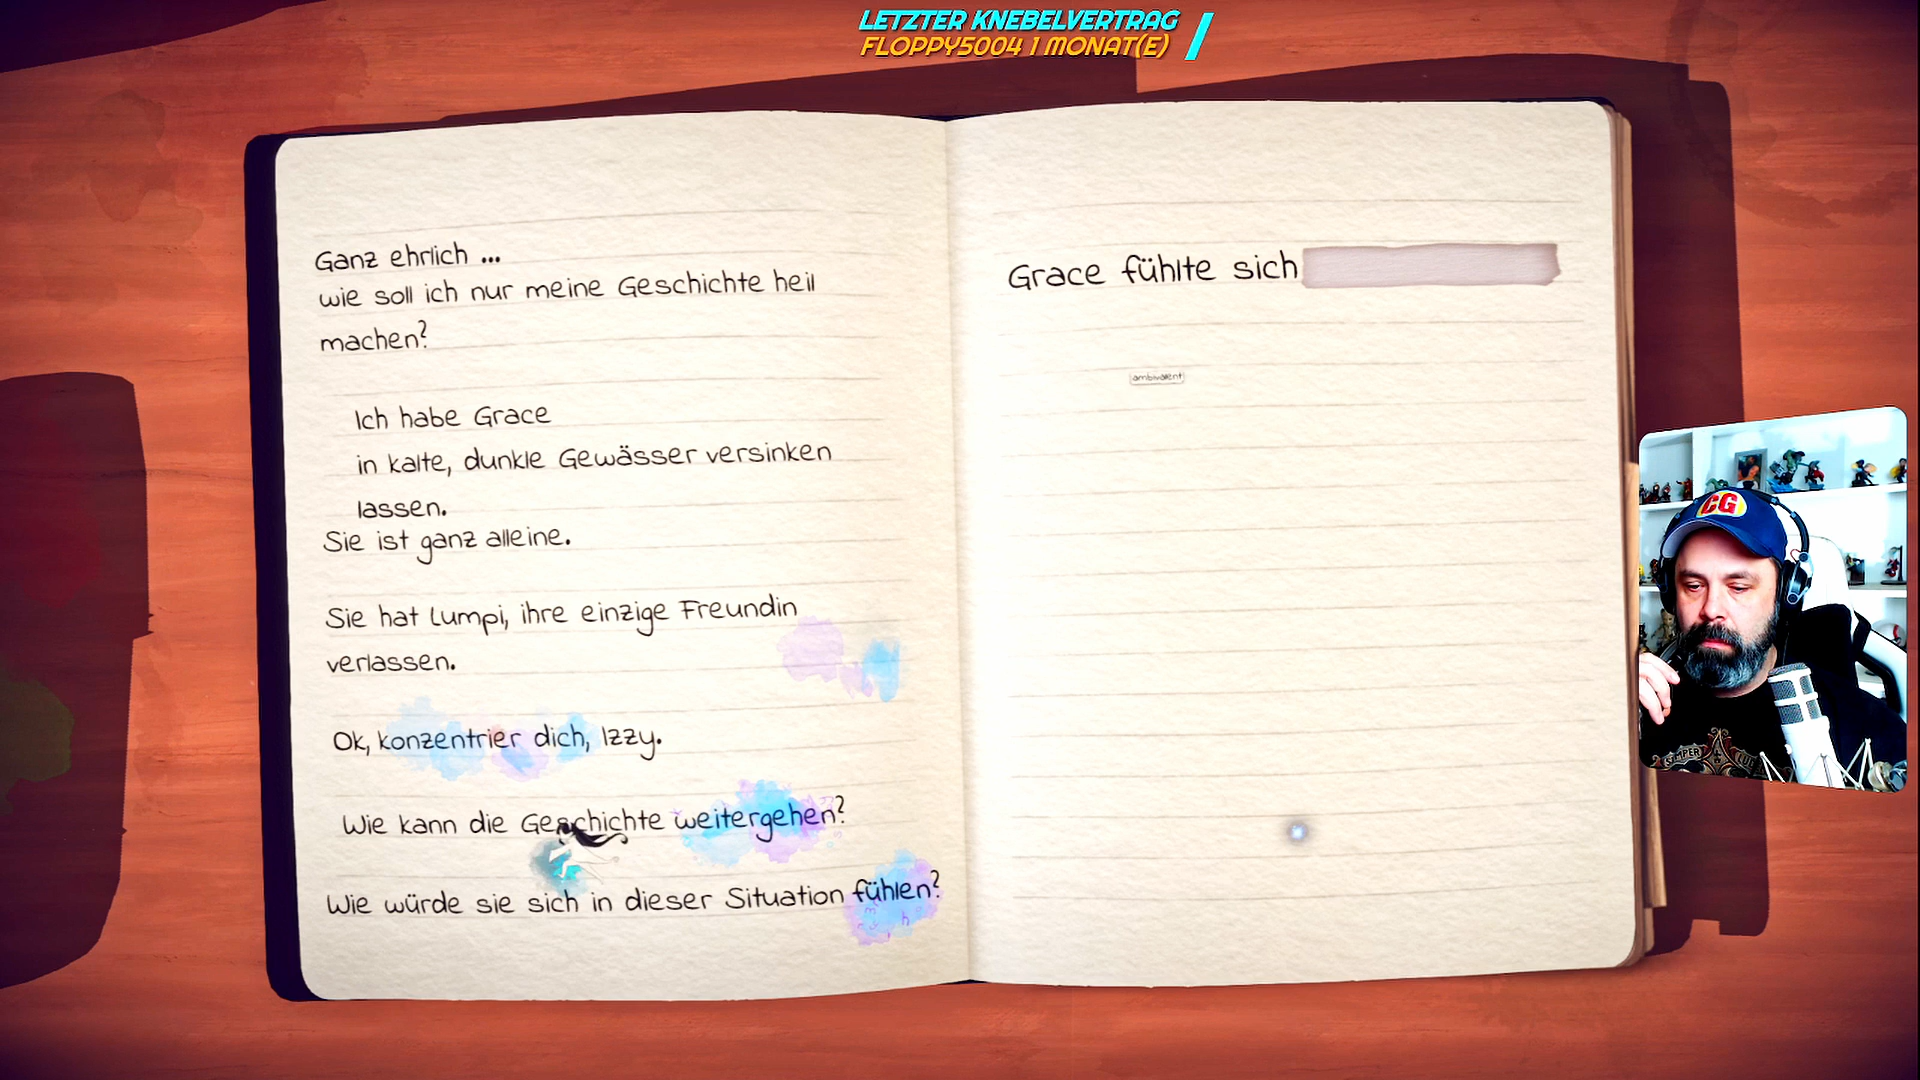 LETZTER KNEBELVERTRAG
FLOPPY5004 1 MONAT(E)
Ganz ehrlich ...
wie soll ich nur meine Geschichte heil
machen?
Ich habe Grace
in kalte, dunkle Gewässer versinken
lassen.
Sie ist ganz alleine.
Sie hat Lumpi, ihre einzige Freundin
verlassen.
Ok, konzentrier dich, Izzy.
Wie kann die Geschichte weitergehen?
Wie würde sie sich in dieser Situation fühlen?
Grace fühlte sich
ambivalent
CG